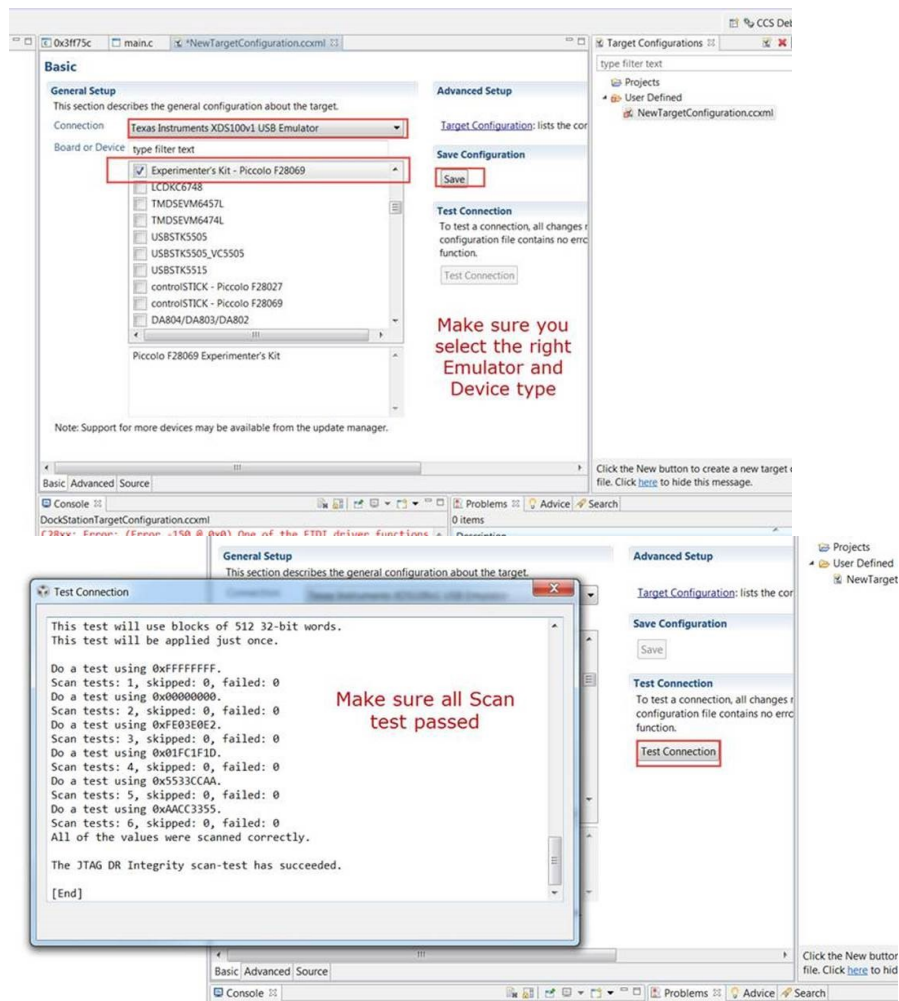 CCS Deb
0x3ff75c
main.c
*NewTargetConfiguration.ccxml
Target Configurations
Basic
type filter text
General Setup
Advanced Setup
Projects
This section describes the general configuration about the target.
User Defined
NewTargetConfiguration.ccxml
Connection
Texas Instruments XDS100v1 USB Emulator
Target Configuration: lists the cor
Board or Device
type filter text
Save Configuration
Experimenter's Kit - Piccolo F28069
Save
LCDKC6748
TMDSEVM6457L
Test Connection
TMDSEVM6474L
To test a connection, all changes
USBSTK5505
configuration file contains no erro
USBSTK5505_VC5505
function.
USBSTK5515
Test Connection
controlSTICK - Piccolo F28027
controlSTICK - Piccolo F28069
DA804/DA803/DA802
Make sure you
select the right
Emulator and
Device type
Piccolo F28069 Experimenter's Kit
Note: Support for more devices may be available from the update manager.
Click the New button to create a new target
file. Click here to hide this message.
Basic Advanced Source
Console
Problems
Advice
Search
DockStationTargetConfiguration.ccxml
0 items
C28xx: Error: (Error -150 @ 0x0) One of the FTDI driver functions
Description
General Setup
Advanced Setup
Projects
User Defined
This section describes the general configuration about the target.
NewTarget
Test Connection
Target Configuration: lists the cor
This test will use blocks of 512 32-bit words.
This test will be applied just once.
Save Configuration
Save
Do a test using 0xFFFFFFFF.
Scan tests: 1, skipped: 0, failed: 0
Do a test using 0x00000000.
Scan tests: 2, skipped: 0, failed: 0
Do a test using 0xFE03E0E2.
Scan tests: 3, skipped: 0, failed: 0
Do a test using 0x01FC1F1D.
Scan tests: 4, skipped: 0, failed: 0
Do a test using 0x5533CCAA.
Scan tests: 5, skipped: 0, failed: 0
Do a test using 0xAACC3355.
Scan tests: 6, skipped: 0, failed: 0
All of the values were scanned correctly.
The JTAG DR Integrity scan-test has succeeded.
[End]
Make sure all Scan
test passed
Test Connection
To test a connection, all changes
configuration file contains no erro
function.
Test Connection
Click the New button
file. Click here to hid
Basic Advanced Source
Console
Problems
Advice
Search